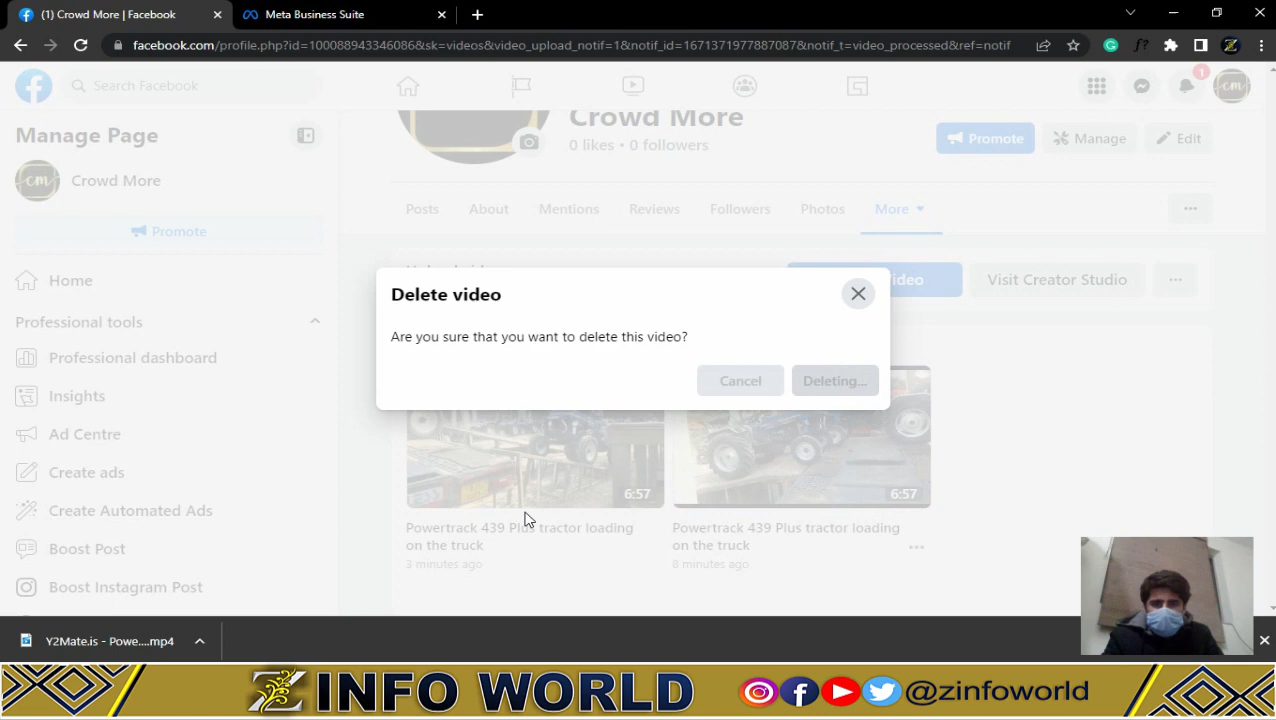 (1) Crowd More | Facebook
Meta Business Suite
facebook.com/profile.php?id=100088943346086&sk=videos&video_upload_notif=1&notif_id=1671371977887087&notif_t=video_processed&ref=notif
Search Facebook
1
cm
Manage Page
Crowd More
0 likes • 0 followers
Promote
Manage
Edit
cm
Crowd More
Promote
Posts
About
Mentions
Reviews
Followers
Photos
More
Home
Visit Creator Studio
Professional tools
Professional dashboard
Insights
Ad Centre
Create ads
Create Automated Ads
Boost Post
Boost Instagram Post
Delete video
Are you sure that you want to delete this video?
Cancel
Deleting...
6:57
6:57
Powertrack 439 Plus tractor loading
on the truck
3 minutes ago
Powertrack 439 Plus tractor loading
on the truck
8 minutes ago
Y2Mate.is - Powe....mp4
Z INFO WORLD
@zinfoworld